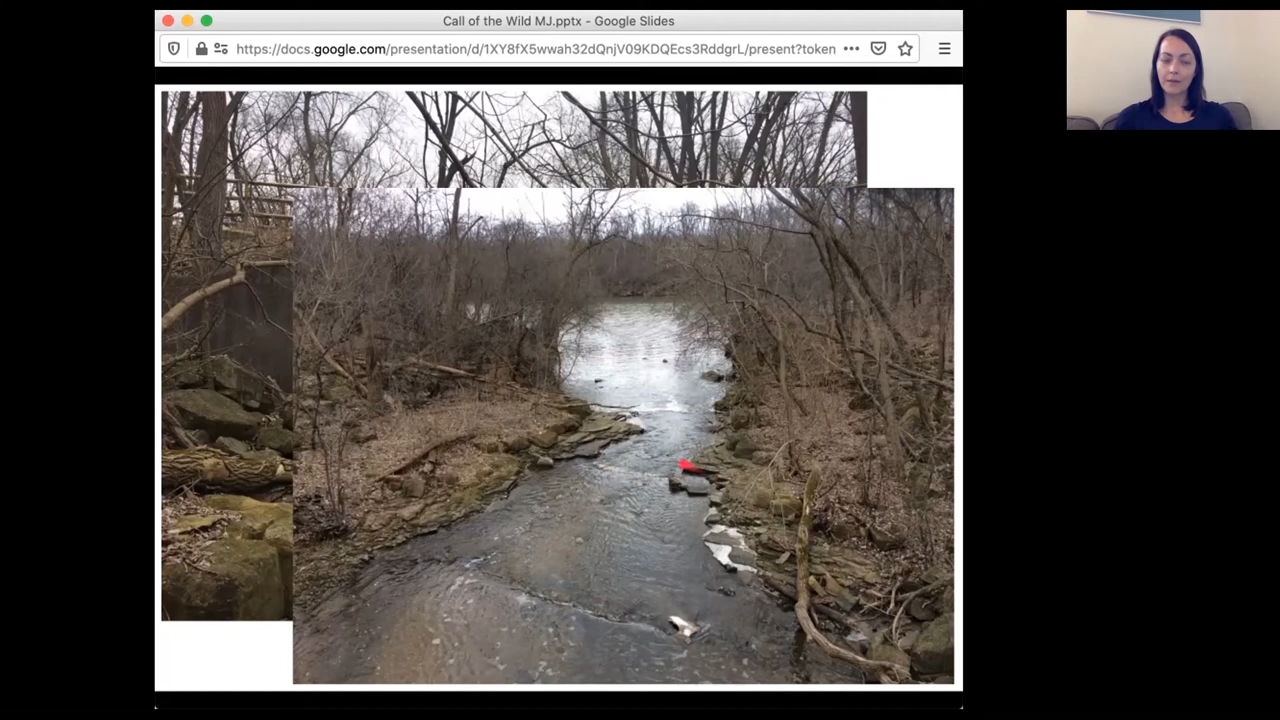 Call of the Wild MJ.pptx - Google Slides
https://docs.google.com/presentation/d/1XY8fX5wwah32dQnjV09KDQEcs3RddgrL/present?token